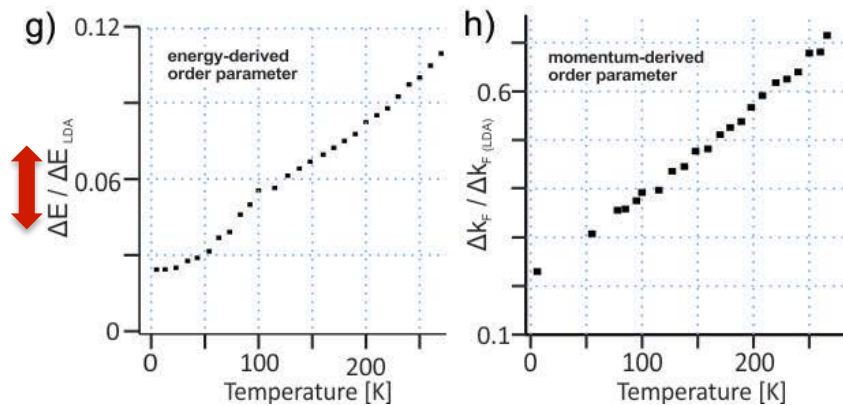 g)
energy-derived
order parameter
0.12
0.06
0
ΔE / ΔE LDA
0
100
200
Temperature [K]
h)
momentum-derived
order parameter
0.6
0.1
Δk F / Δk F (LDA)
0
100
200
Temperature [K]